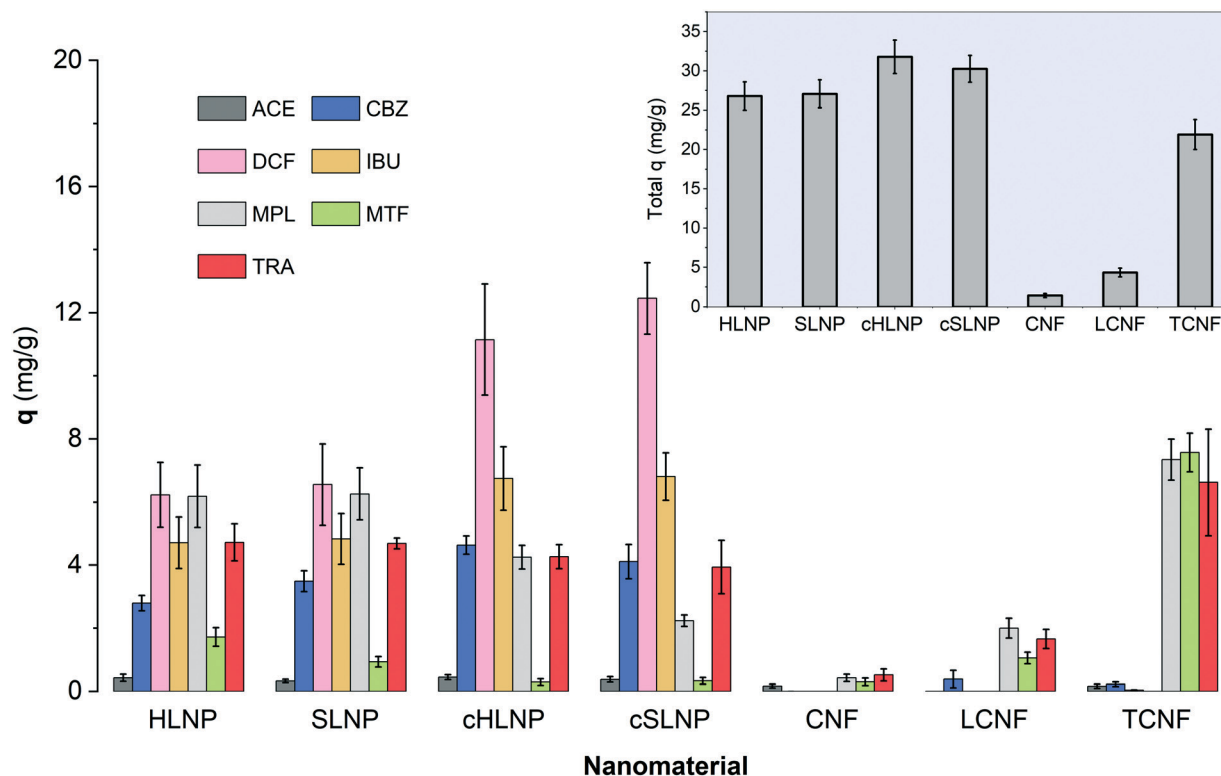 20
16
12
8
4
0
q (mg/g)
ACE
CBZ
DCF
IBU
MPL
MTF
TRA
HLNP SLNP cHLNP cSLNP CNF LCNF TCNF
Nanomaterial
35
30
25
20
15
10
5
0
Total q (mg/g)
HLNP SLNP cHLNP cSLNP CNF LCNF TCNF